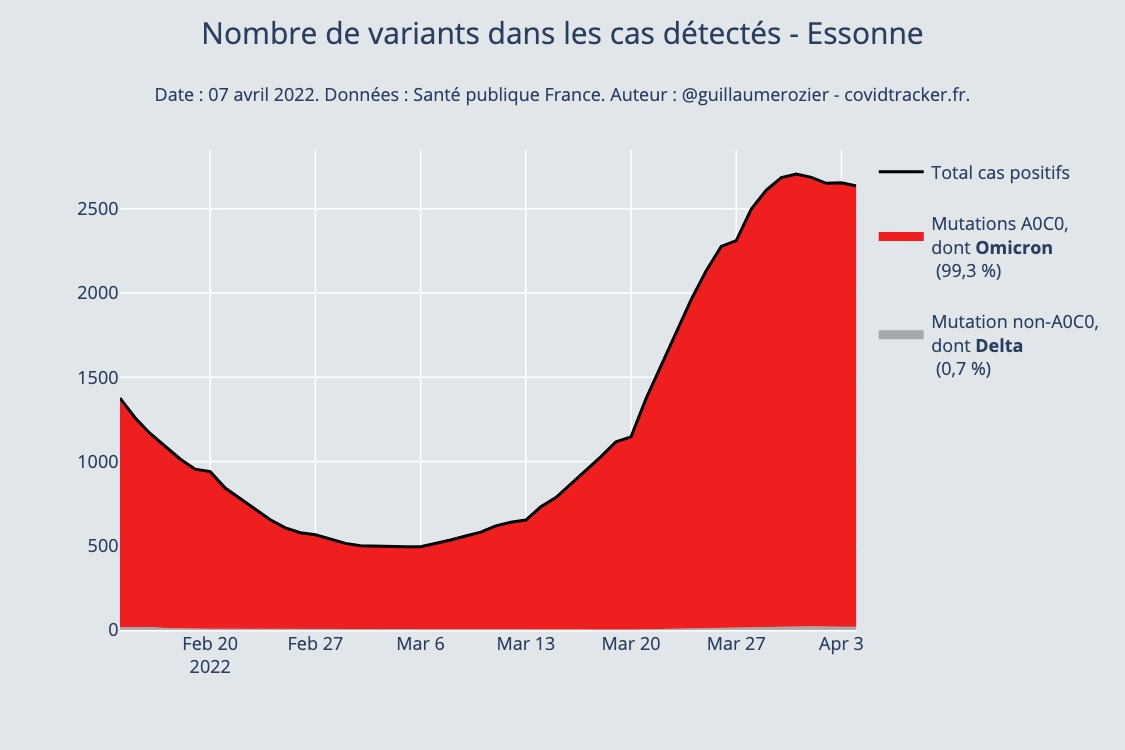 Nombre de variants dans les cas détectés - Essonne
Date : 07 avril 2022. Données : Santé publique France. Auteur : @guillaumerozier - covidtracker.fr.
Total cas positifs
Mutations A0C0,
dont Omicron
(99,3 %)
Mutation non-A0C0,
dont Delta
(0,7 %)
2500
2000
1500
1000
500
0
Feb 20
2022
Feb 27
Mar 6
Mar 13
Mar 20
Mar 27
Apr 3